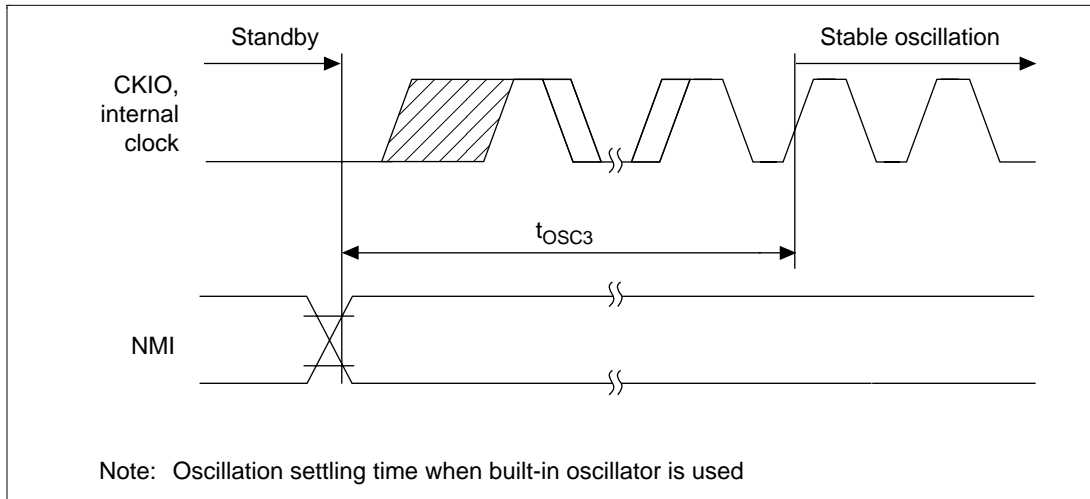 Standby
Stable oscillation
CKIO,
internal
clock
tOSC3
NMI
Note: Oscillation settling time when built-in oscillator is used